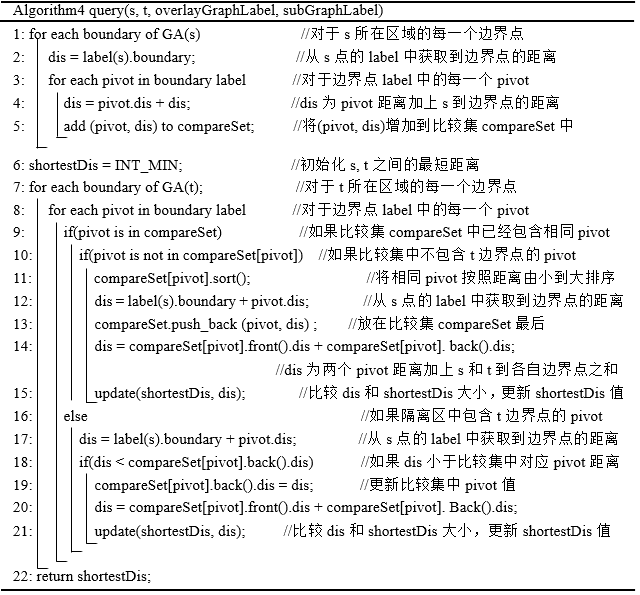 Algorithm4 query(s, t, overlayGraphLabel, subGraphLabel)
1: for each boundary of GA(s) //对于 s 所在区域的每一个边界点
2: dis = label(s).boundary; //从 s 点的 label 中获取到边界点的距离
3: for each pivot in boundary label //对于边界点 label 中的每一个 pivot
4: dis = pivot.dis + dis; //dis 为 pivot 距离加上 s 到边界点的距离
5: add (pivot, dis) to compareSet; //将(pivot, dis)增加到比较集 compareSet 中
6: shortestDis = INT_MIN; //初始化 s, t 之间的最短距离
7: for each boundary of GA(t); //对于 t 所在区域的每一个边界点
8: for each pivot in boundary label //对于边界点 label 中的每一个 pivot
9: if(pivot is in compareSet) //如果比较集 compareSet 中已经包含相同 pivot
10: if(pivot is not in compareSet[pivot]) //如果比较集中不包含 t 边界点的 pivot
11: compareSet[pivot].sort(); //将相同 pivot 按照距离由小到大排序
12: dis = label(s).boundary + pivot.dis; //从 s 点的 label 中获取到边界点的距离
13: compareSet.push_back (pivot, dis) ; //放在比较集 compareSet 最后
14: dis = compareSet[pivot].front().dis + compareSet[pivot]. back().dis;
//dis 为两个 pivot 距离加上 s 和 t 到各自边界点之和
15: update(shortestDis, dis); //比较 dis 和 shortestDis 大小，更新 shortestDis 值
16: else //如果隔离区中包含 t 边界点的 pivot
17: dis = label(s).boundary + pivot.dis; //从 s 点的 label 中获取到边界点的距离
18: if(dis < compareSet[pivot].back().dis) //如果 dis 小于比较集中对应 pivot 距离
19: compareSet[pivot].back().dis = dis; //更新比较集中 pivot 值
20: dis = compareSet[pivot].front().dis + compareSet[pivot]. Back().dis;
21: update(shortestDis, dis); //比较 dis 和 shortestDis 大小，更新 shortestDis 值
22: return shortestDis;